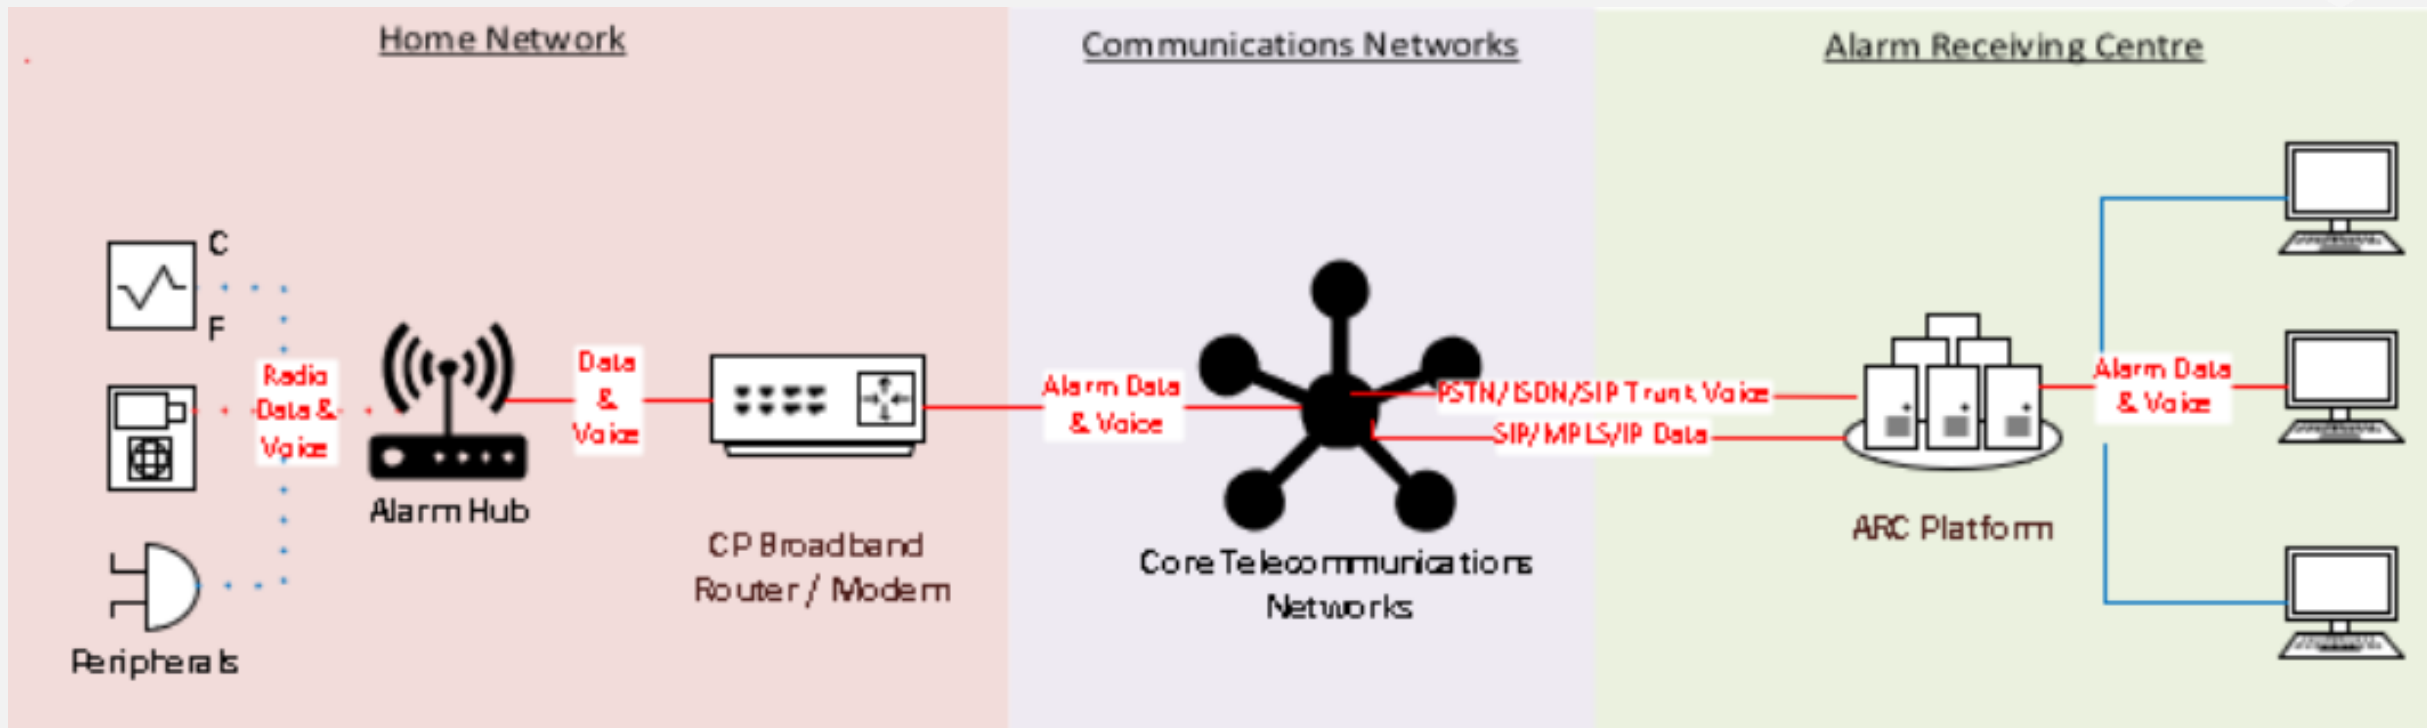 Home Network
Communications Networks
Alarm Receiving Centre
C
F
Radio
Data &
Voice
Alarm Hub
Data
&
Voice
CP Broadband
Router / Modem
Alarm Data
& Voice
PSTN/ISDN/SIP Trunk Voice
SIP/MPLS/IP Data
Core Telecommunications
Networks
ARC Platform
Alarm Data
& Voice
Peripherals